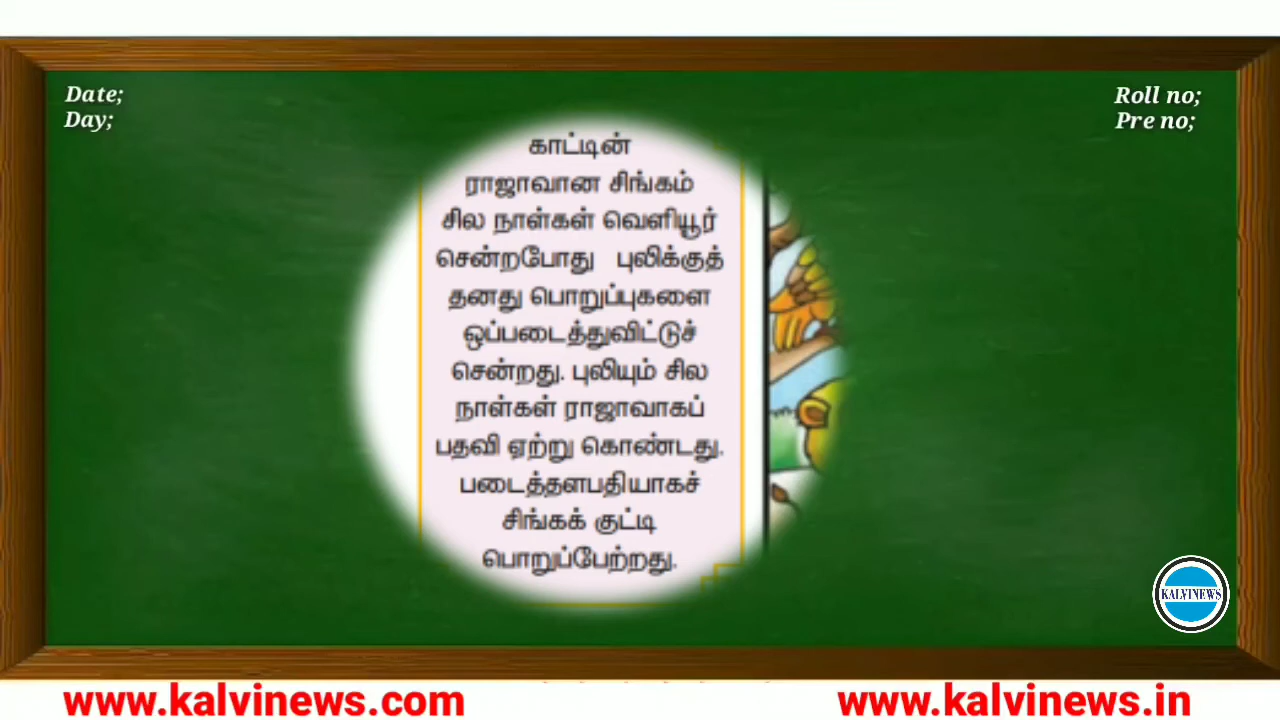 Date;
Day;
Roll no;
Pre no;
காட்டின்
ராஜாவான சிங்கம்
சில நாள்கள் வெளியூர்
சென்றபோது புலிக்குத்
தனது பொறுப்புகளை
ஒப்படைத்துவிட்டுச்
சென்றது. புலியும் சில
நாள்கள் ராஜாவாகப்
பதவி ஏற்று கொண்டது.
படைத்தளபதியாகச்
சிங்கக் குட்டி
பொறுப்பேற்றது.
KALVINEWS
www.kalvinews.com
www.kalvinews.in